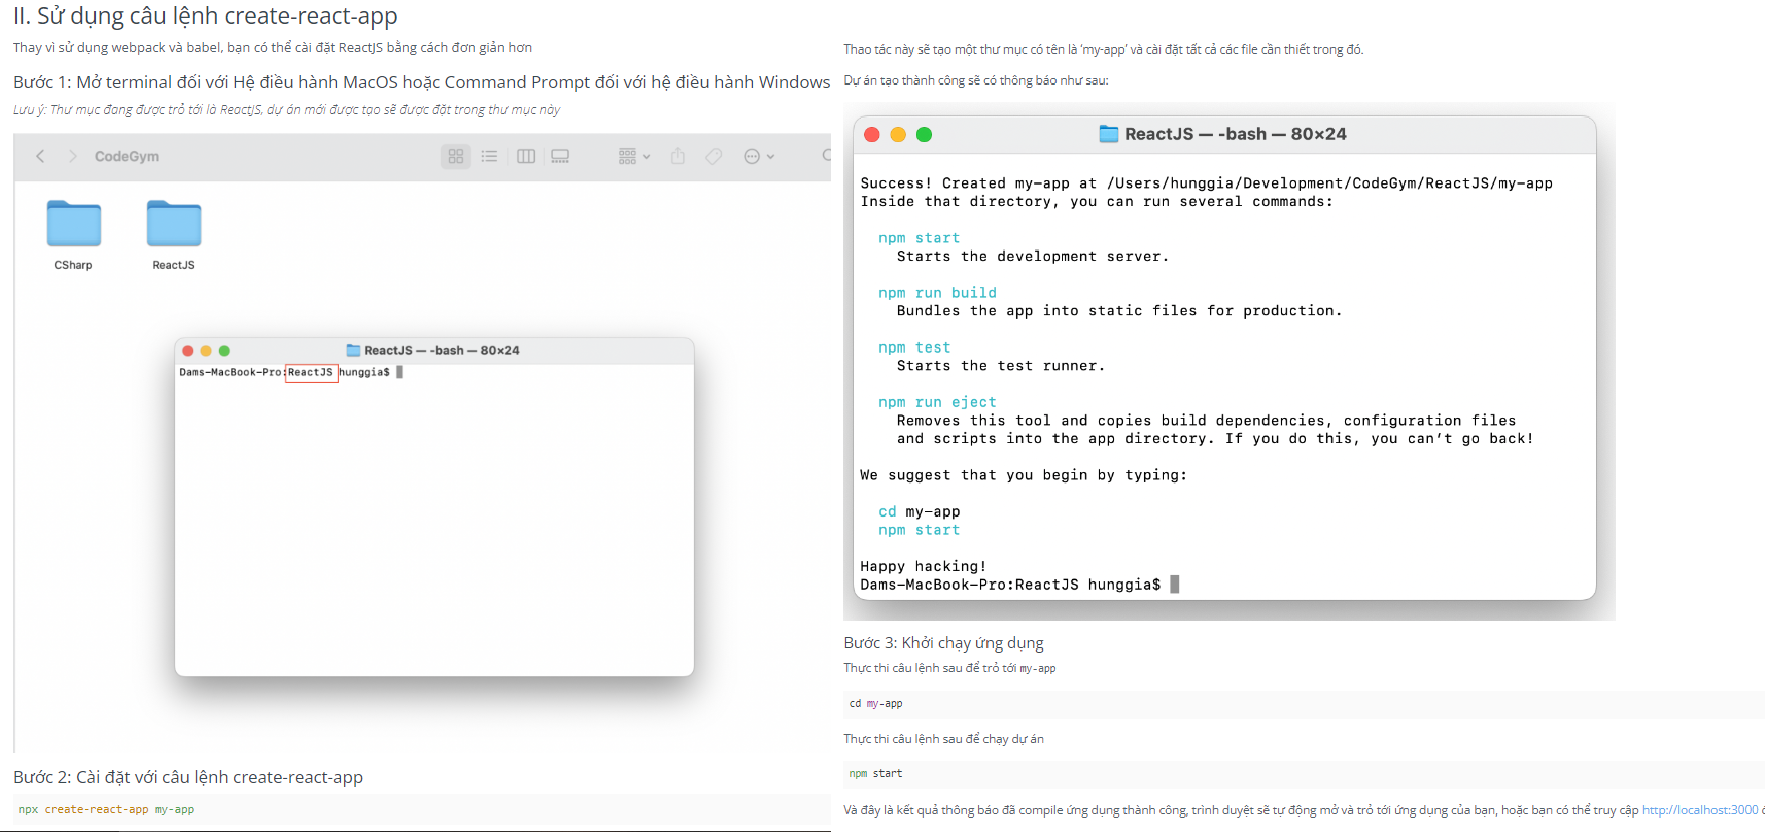 II. Sử dụng câu lệnh create-react-app
Thay vì sử dụng webpack và babel, bạn có thể cài đặt ReactJS bằng cách đơn giản hơn
Bước 1: Mở terminal đối với Hệ điều hành MacOS hoặc Command Prompt đối với hệ điều hành Windows
Lưu ý: Thư mục đang được trỏ tới là ReactJS, dự án mới được tạo sẽ được đặt trong thư mục này
CodeGym
CSharp
ReactJS
ReactJS — -bash — 80×24
Dams-MacBook-Pro:ReactJS hunggia$
Bước 2: Cài đặt với câu lệnh create-react-app
npx create-react-app my-app
Thao tác này sẽ tạo một thư mục có tên là ‘my-app’ và cài đặt tất cả các file cần thiết trong đó.
Dự án tạo thành công sẽ có thông báo như sau:
ReactJS — -bash — 80×24
Success! Created my-app at /Users/hunggia/Development/CodeGym/ReactJS/my-app
Inside that directory, you can run several commands:
npm start
Starts the development server.
npm run build
Bundles the app into static files for production.
npm test
Starts the test runner.
npm run eject
Removes this tool and copies build dependencies, configuration files
and scripts into the app directory. If you do this, you can’t go back!
We suggest that you begin by typing:
cd my-app
npm start
Happy hacking!
Dams-MacBook-Pro:ReactJS hunggia$
Bước 3: Khởi chạy ứng dụng
Thực thi câu lệnh sau để trỏ tới my-app
cd my-app
Thực thi câu lệnh sau để chạy dự án
npm start
Và đây là kết quả thông báo đã compile ứng dụng thành công, trình duyệt sẽ tự động mở và trỏ tới ứng dụng của bạn, hoặc bạn có thể truy cập http://localhost:3000